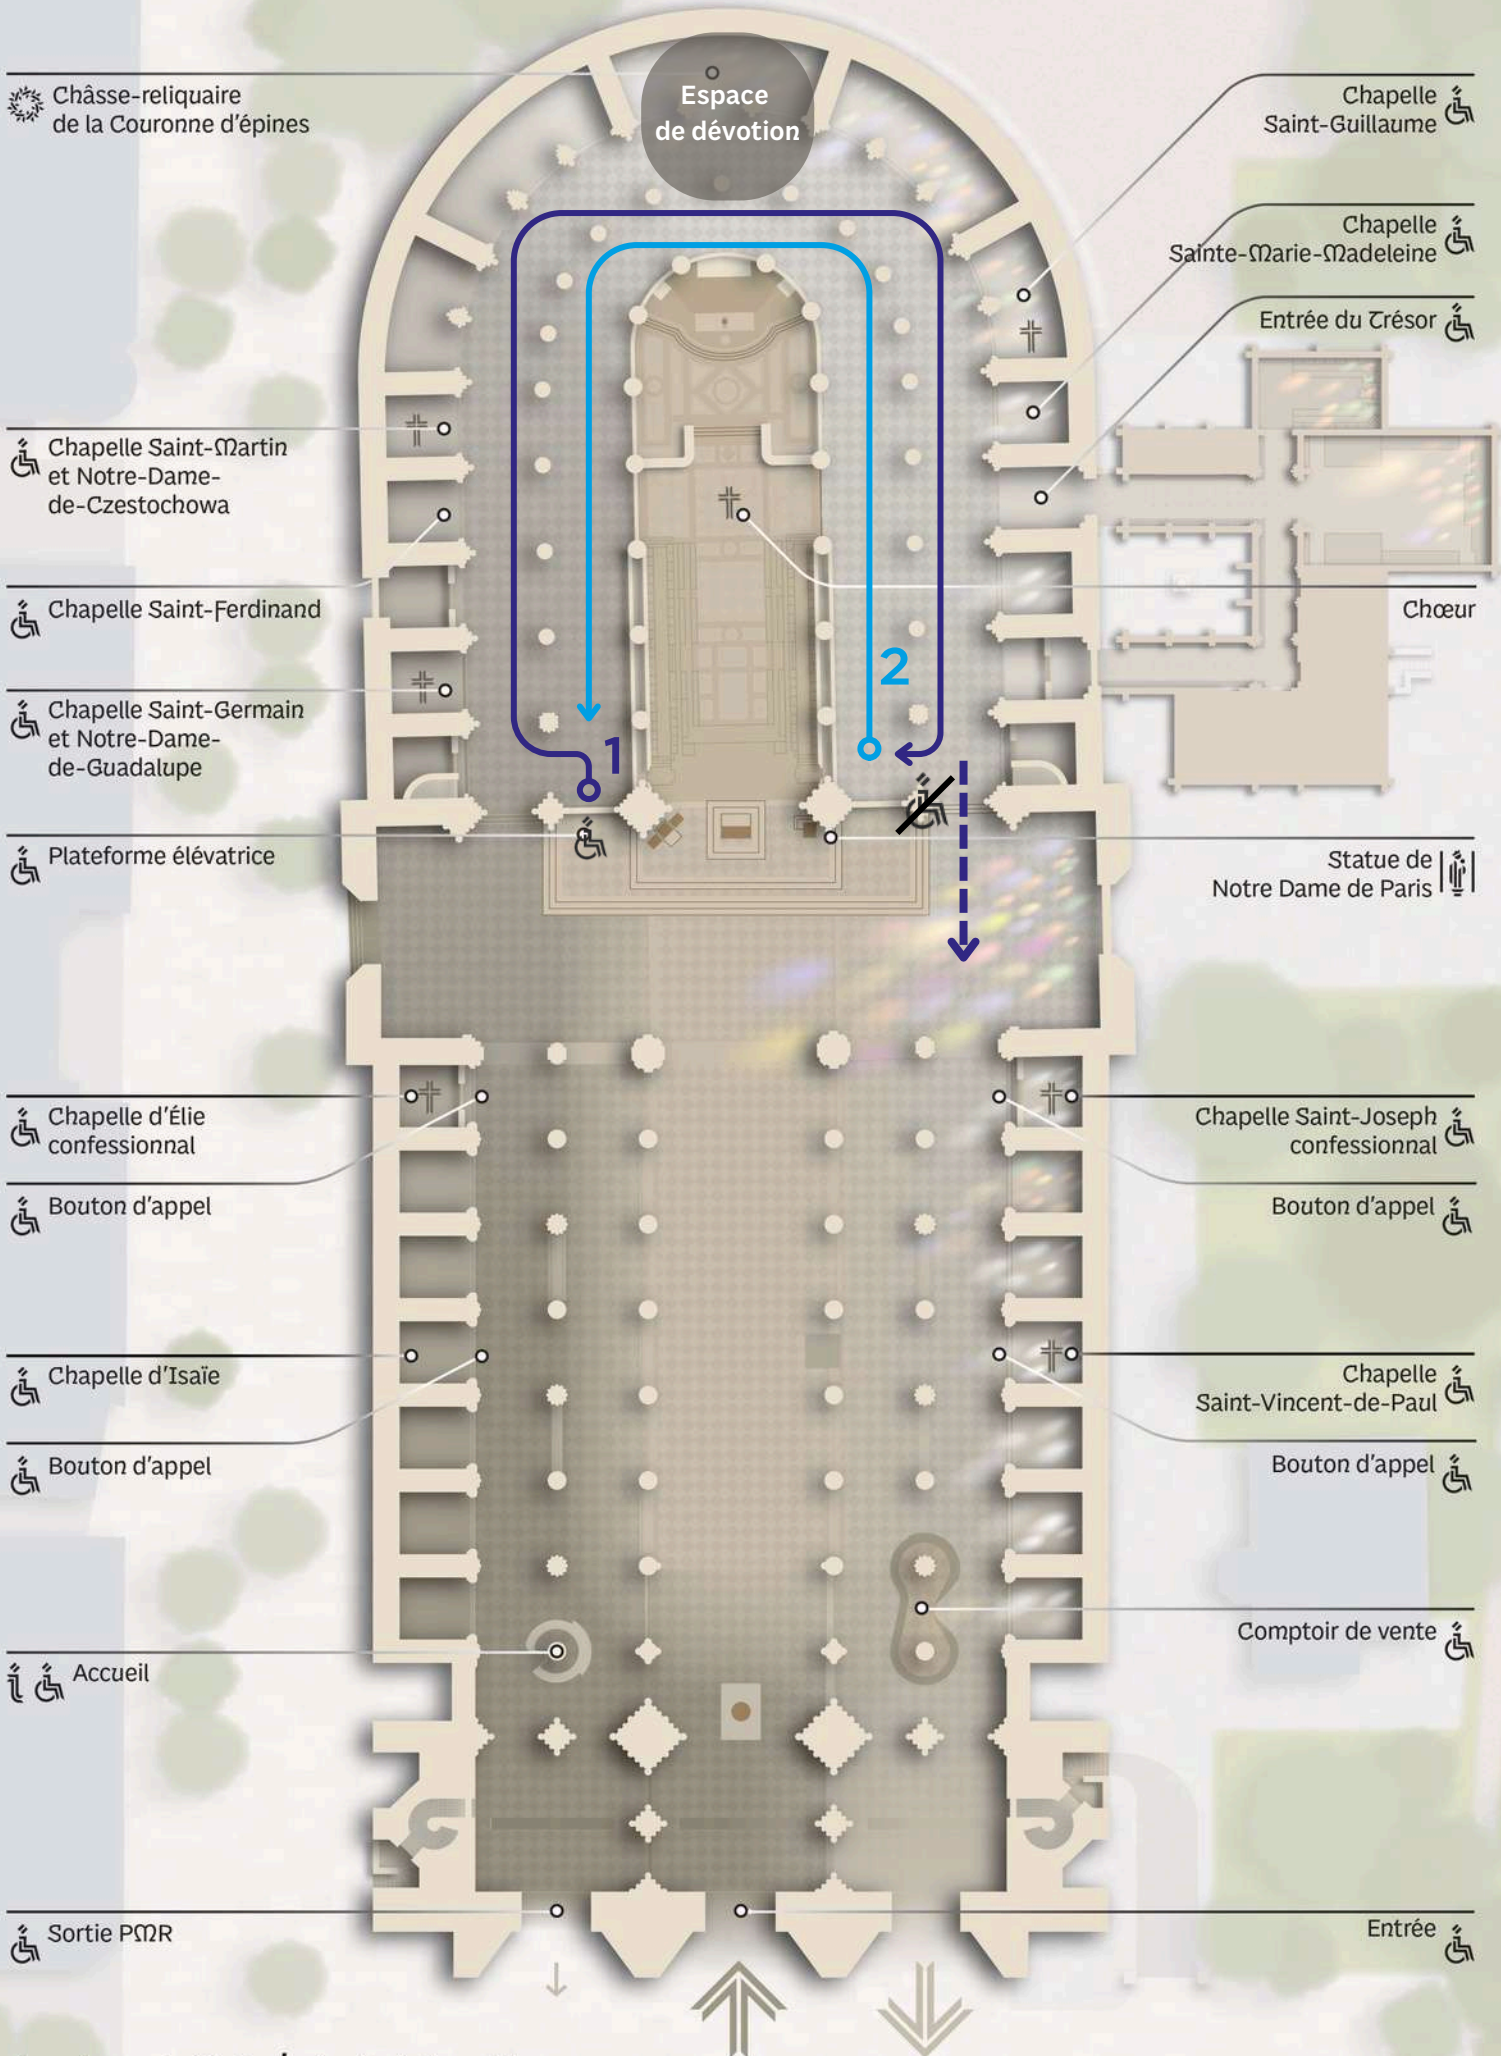 Châsse-reliquaire
de la Couronne d'épines
Espace
de dévotion
Chapelle
Saint-Guillaume
Chapelle
Sainte-Marie-Madeleine
Entrée du Trésor
Chapelle Saint-Martin
et Notre-Dame-
de-Czestochowa
Chapelle Saint-Ferdinand
Chœur
2
Chapelle Saint-Germain
et Notre-Dame-
de-Guadalupe
1
Plateforme élévatrice
Statue de
Notre Dame de Paris
Chapelle d'Élie
confessionnal
Chapelle Saint-Joseph
confessionnal
Bouton d'appel
Bouton d'appel
Chapelle d'Isaïe
Chapelle
Saint-Vincent-de-Paul
Bouton d'appel
Bouton d'appel
Comptoir de vente
Accueil
Sortie PMR
Entrée